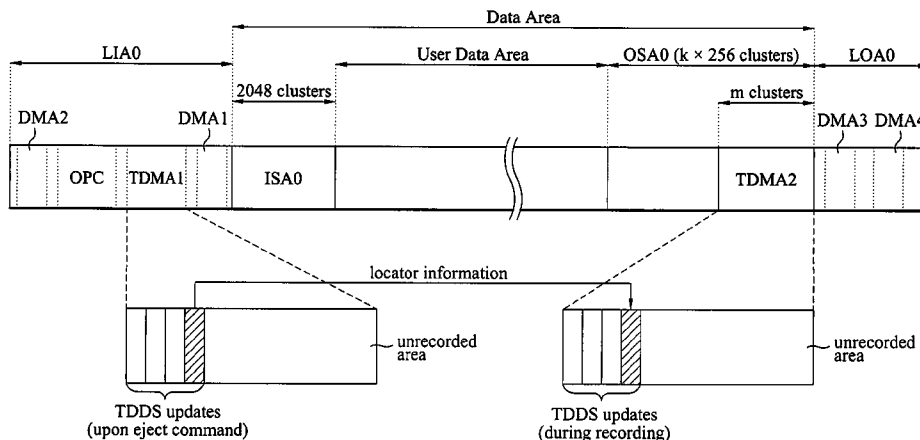 Data Area
LIA0
User Data Area
OSA0 (k × 256 clusters)
LOA0
2048 clusters
m clusters
DMA2
DMA1
DMA3
DMA4
OPC
TDMA1
ISA0
TDMA2
locator information
unrecorded
area
unrecorded
area
TDDS updates
(upon eject command)
TDDS updates
(during recording)